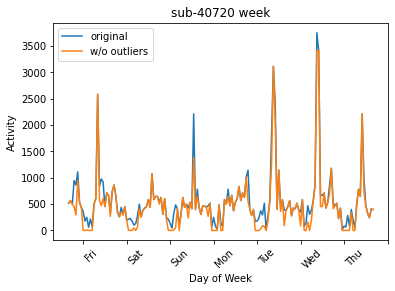 sub-40720 week
original
w/o outliers
Activity
3500
3000
2500
2000
1500
1000
500
0
Fri
Sat
Sun
Mon
Tue
Wed
Thu
Day of Week